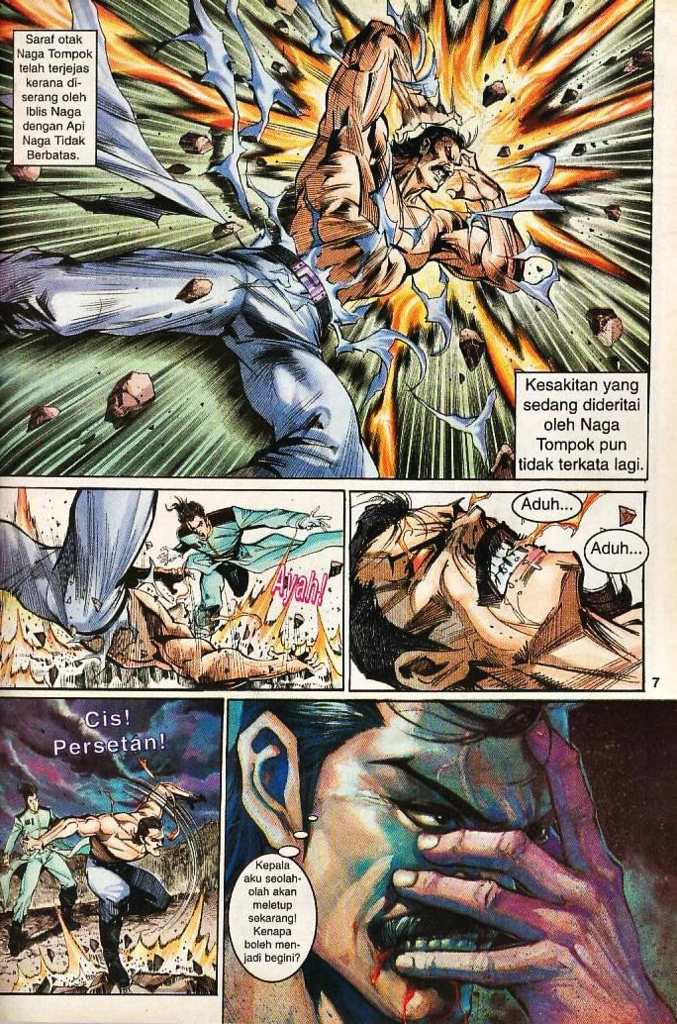 Saraf otak
Naga Tompok
telah terjejas
kerana di-
serang oleh
Iblis Naga
dengan Api
Naga Tidak
Berbatas.
Kesakitan yang
sedang dideritai
oleh Naga
Tompok pun
tidak terkata lagi.
Ayah!
Aduh...
Aduh...
7
Cis!
Persetan!
Kepala
aku seolah-
olah akan
meletup
sekarang!
Kenapa
boleh men-
jadi begini?